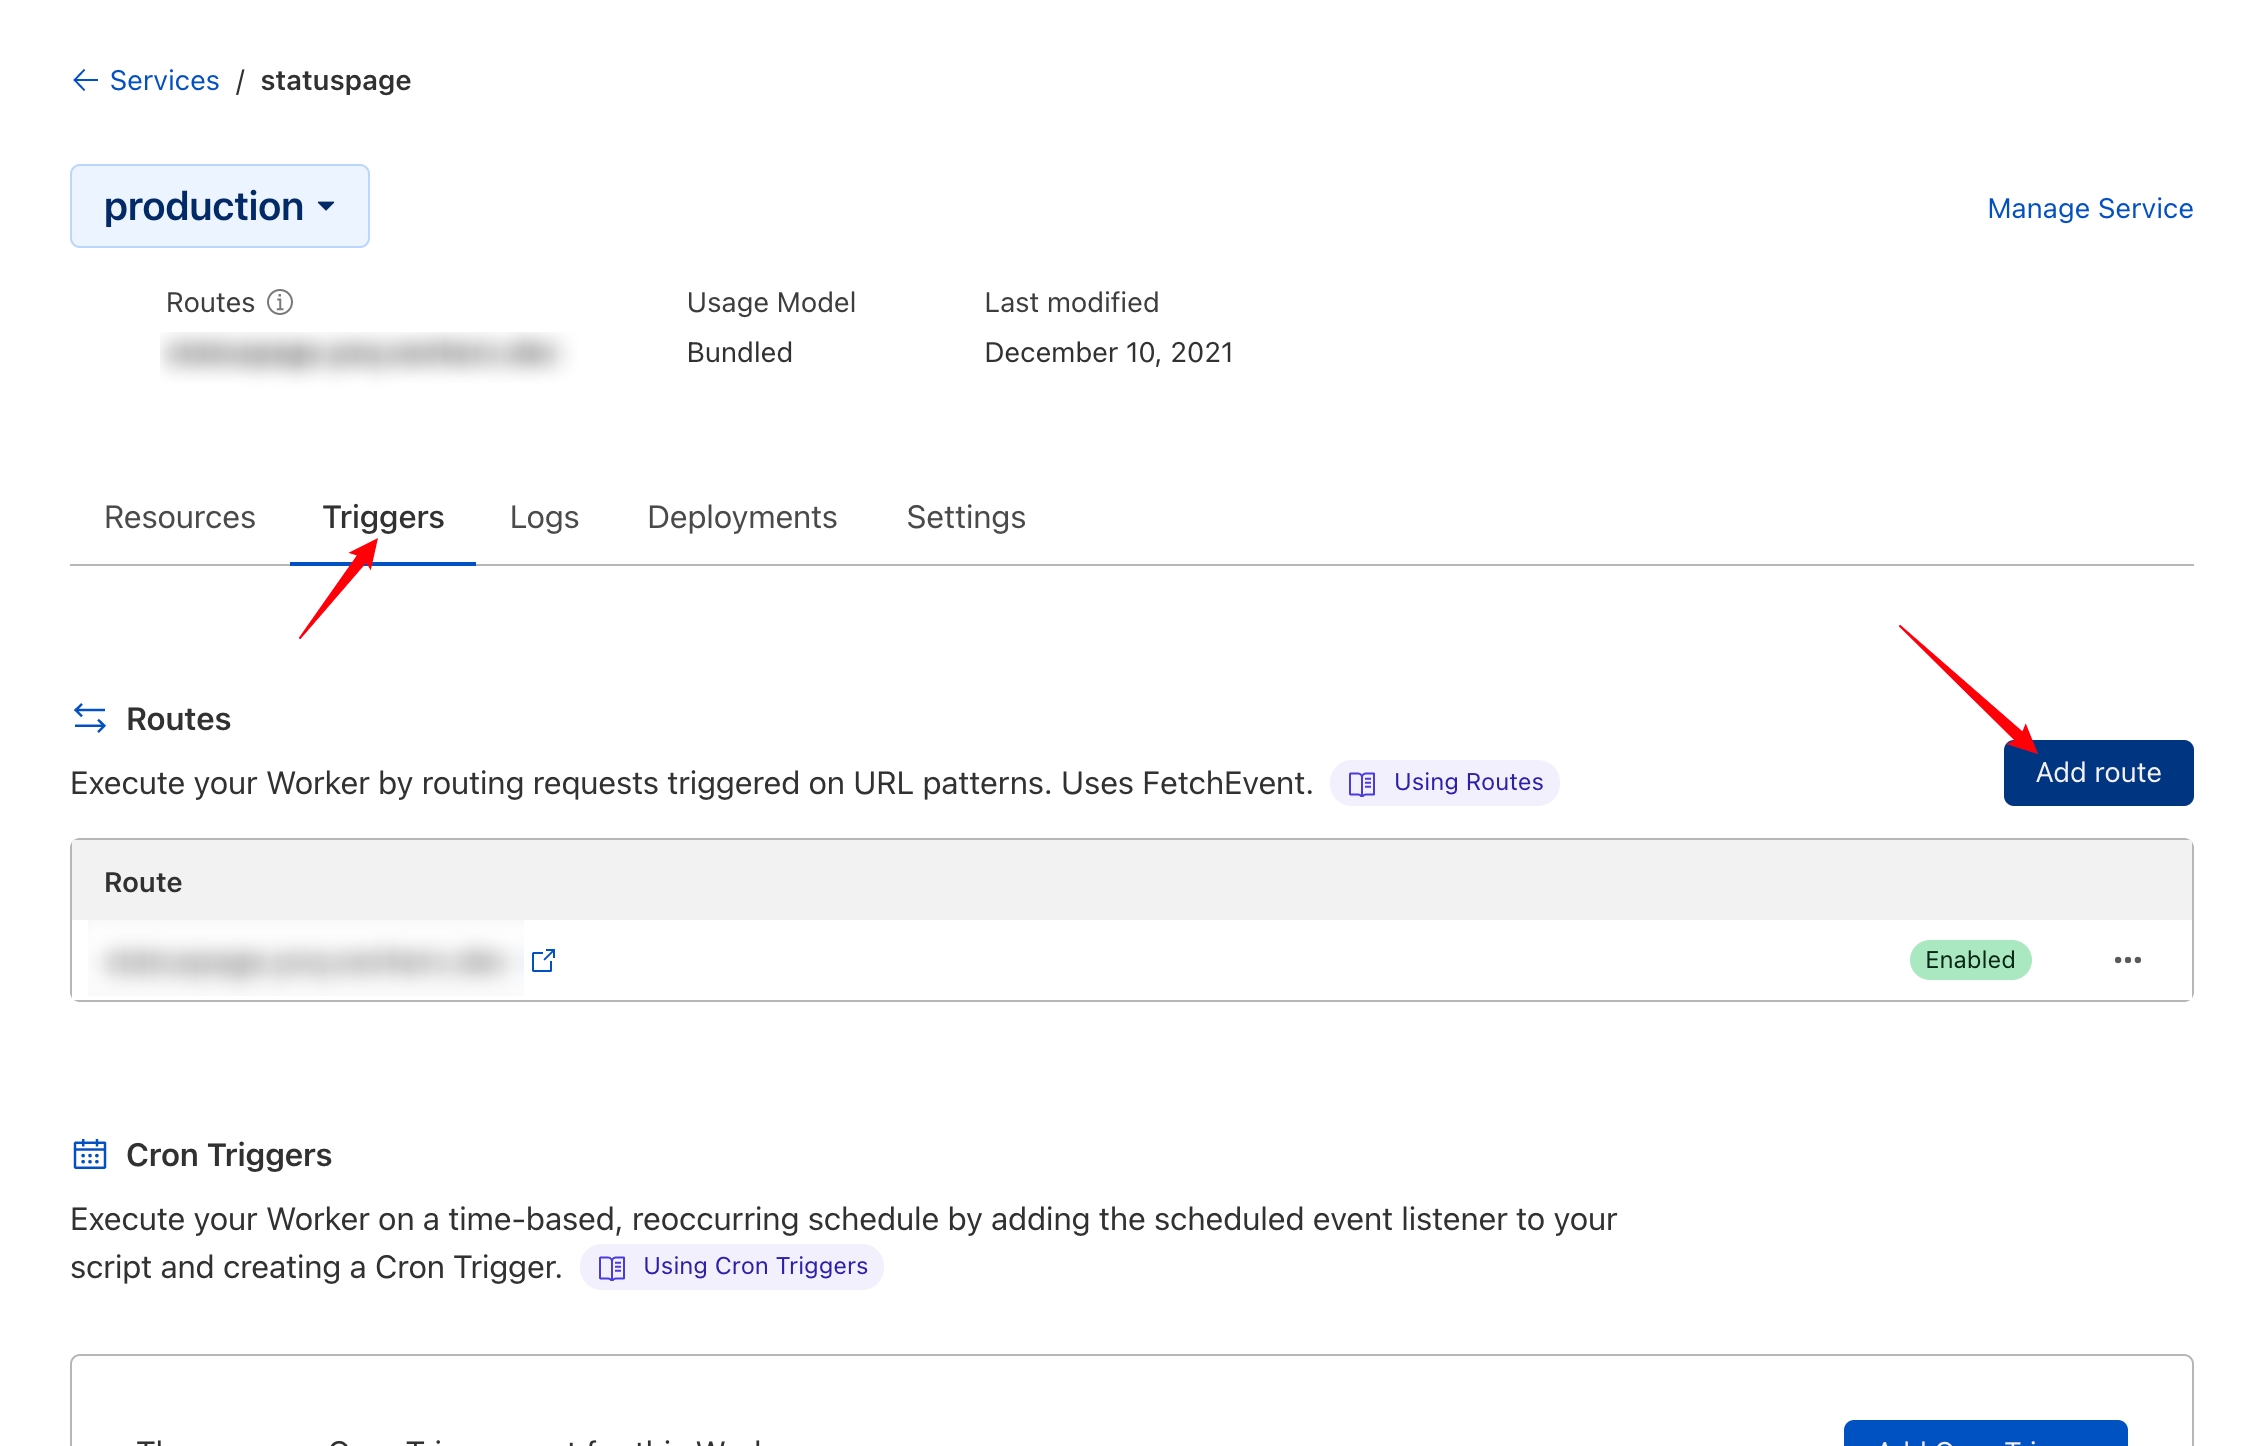 Services / statuspage
production
Manage Service
Routes
Usage Model
Last modified
Bundled
December 10, 2021
Resources
Triggers
Logs
Deployments
Settings
Routes
Execute your Worker by routing requests triggered on URL patterns. Uses FetchEvent.
Using Routes
Add route
Route
Enabled
Cron Triggers
Execute your Worker on a time-based, reoccurring schedule by adding the scheduled event listener to your
script and creating a Cron Trigger.
Using Cron Triggers